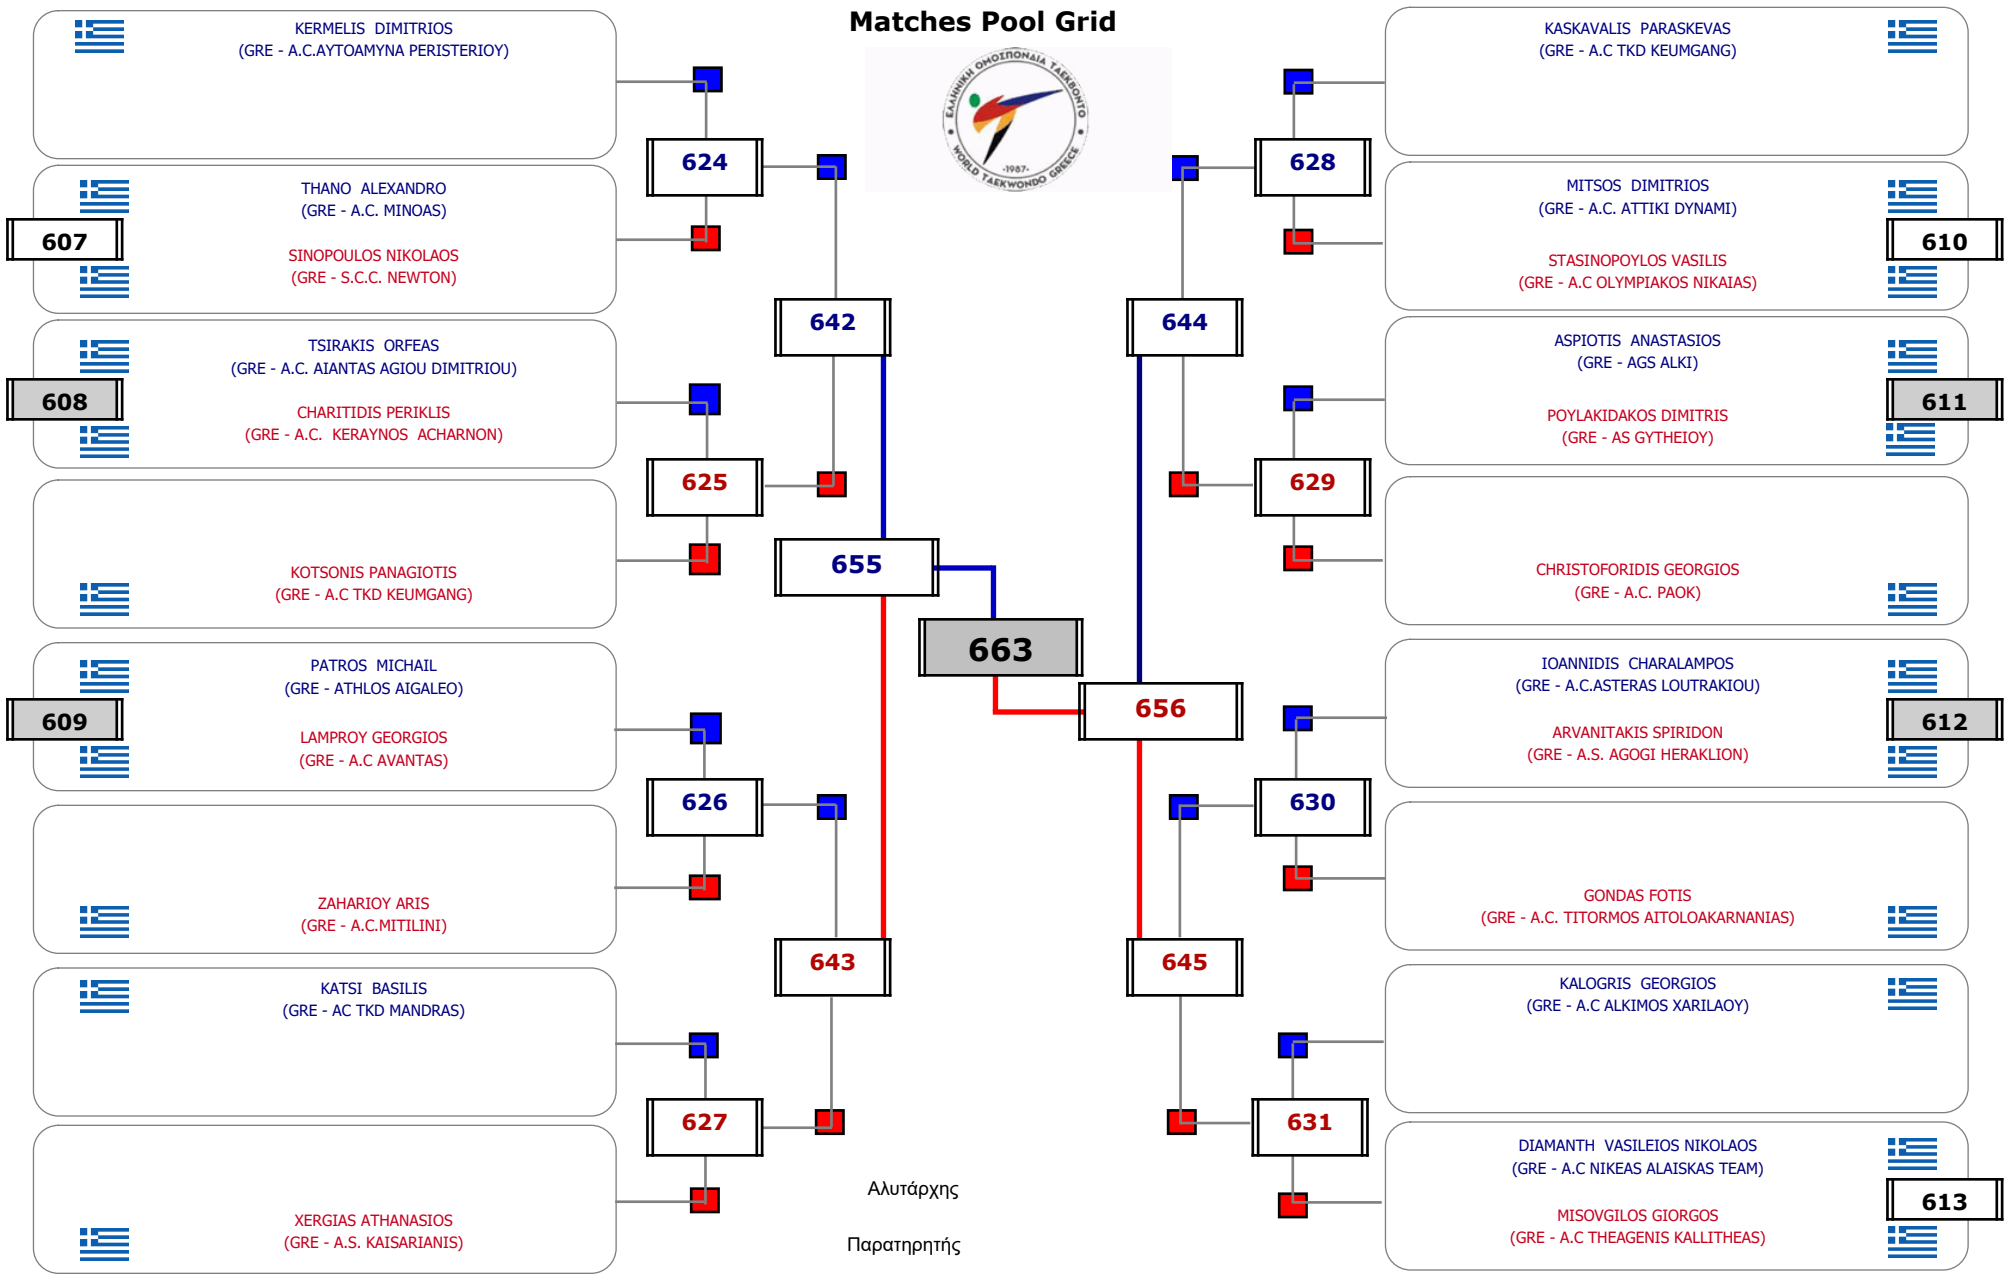 Matches Pool Grid
ΕΛΛΗΝΙΚΗ ΟΜΟΣΠΟΝΔΙΑ ΤΑΕΚΒΟΝΤΟ
-1987-
WORLD TAEKWONDO GREECE
KERMELIS DIMITRIOS
(GRE - A.C.AYTOAMYNA PERISTERIOY)
THANO ALEXANDRO
(GRE - A.C. MINOAS)
607
SINOPOULOS NIKOLAOS
(GRE - S.C.C. NEWTON)
TSIRAKIS ORFEAS
(GRE - A.C. AIANTAS AGIOU DIMITRIOU)
608
CHARITIDIS PERIKLIS
(GRE - A.C. KERAYNOS ACHARNON)
KOTSONIS PANAGIOTIS
(GRE - A.C TKD KEUMGANG)
PATROS MICHAIL
(GRE - ATHLOS AIGALEO)
609
LAMPROY GEORGIOS
(GRE - A.C AVANTAS)
ZAHARIOY ARIS
(GRE - A.C.MITILINI)
KATSI BASILIS
(GRE - AC TKD MANDRAS)
XERGIAS ATHANASIOS
(GRE - A.S. KAISARIANIS)
624
625
626
627
642
643
655
663
656
644
645
628
629
630
631
KASKAVALIS PARASKEVAS
(GRE - A.C TKD KEUMGANG)
MITSOS DIMITRIOS
(GRE - A.C. ATTIKI DYNAMI)
610
STASINOPOYLOS VASILIS
(GRE - A.C OLYMPIAKOS NIKAIAS)
ASPIOTIS ANASTASIOS
(GRE - AGS ALKI)
611
POYLAKIDAKOS DIMITRIS
(GRE - AS GYTHEIOY)
CHRISTOFORIDIS GEORGIOS
(GRE - A.C. PAOK)
IOANNIDIS CHARALAMPOS
(GRE - A.C.ASTERAS LOUTRAKIOU)
612
ARVANITAKIS SPIRIDON
(GRE - A.S. AGOGI HERAKLION)
GONDAS FOTIS
(GRE - A.C. TITORMOS AITOLOAKARNANIAS)
KALOGRIS GEORGIOS
(GRE - A.C ALKIMOS XARILAOY)
DIAMANTH VASILEIOS NIKOLAOS
(GRE - A.C NIKEAS ALAISKAS TEAM)
613
MISOVGILOS GIORGOS
(GRE - A.C THEAGENIS KALLITHEAS)
Αλυτάρχης
Παρατηρητής